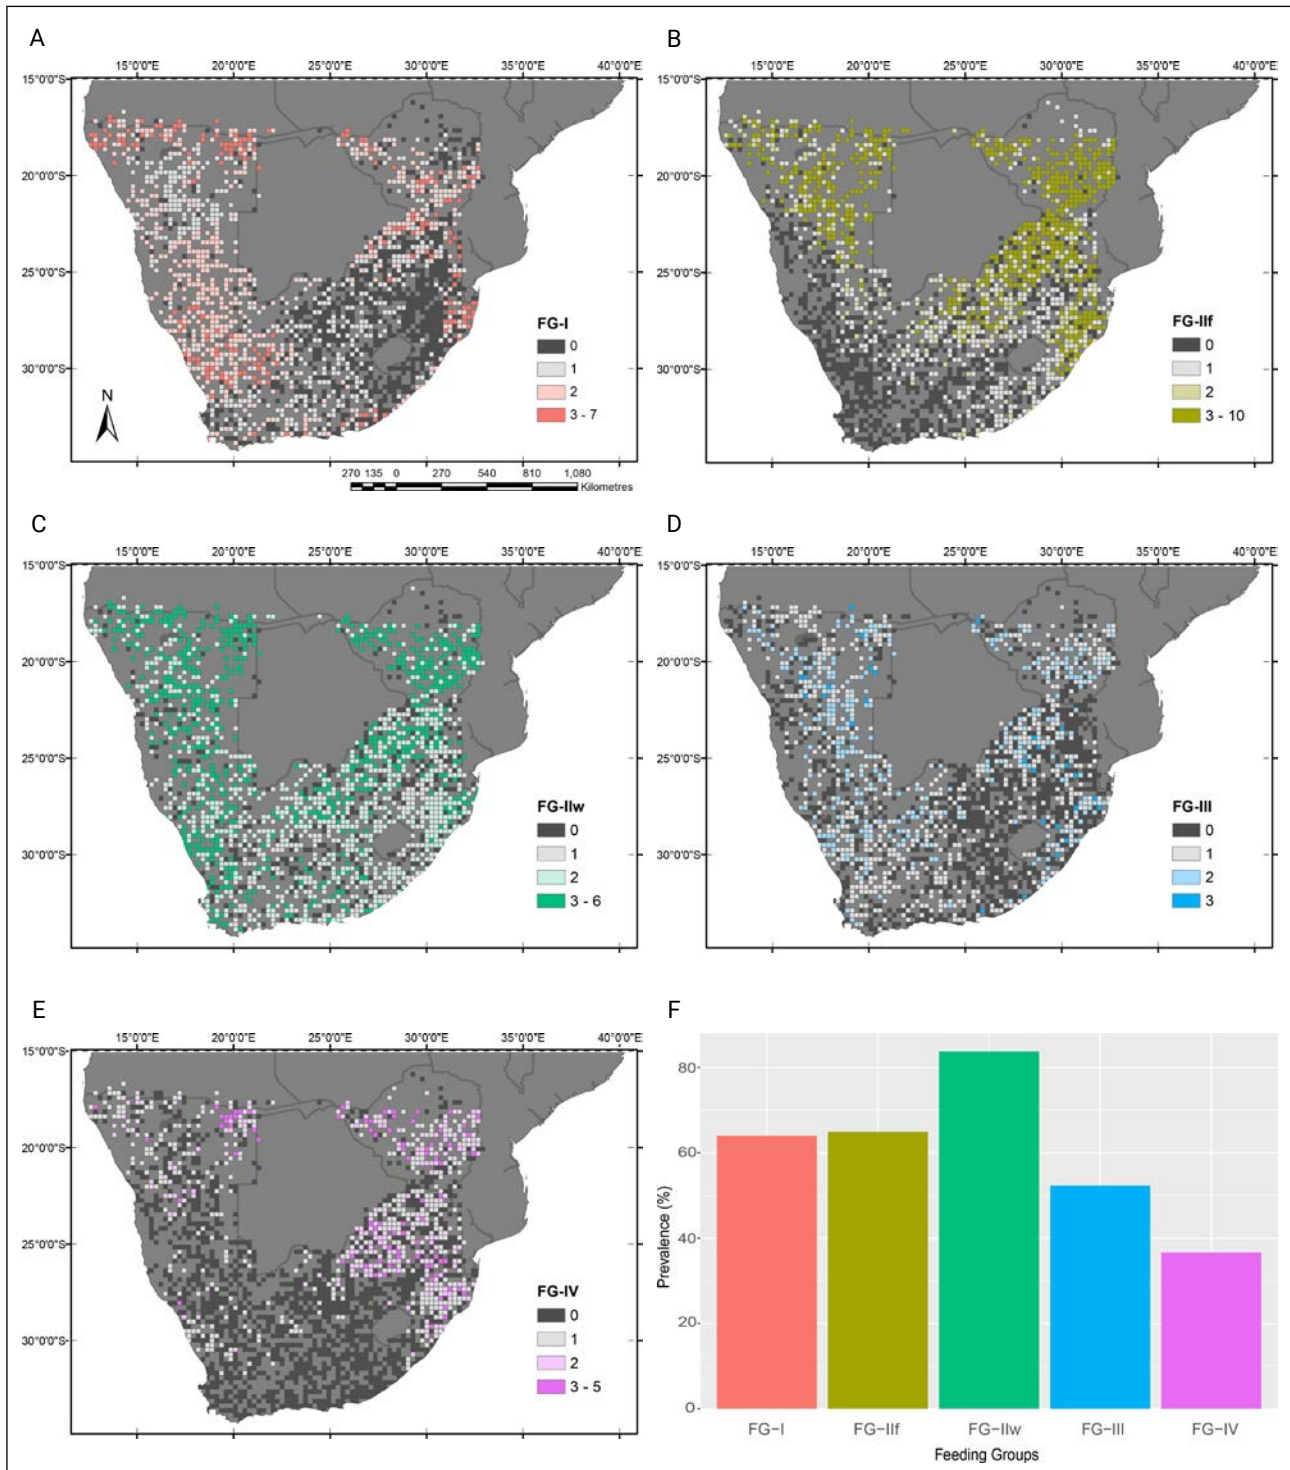 A
15°0'0"E 20°0'0"E 25°0'0"E 30°0'0"E 35°0'0"E 40°0'0"E
15°0'0"S
20°0'0"S
25°0'0"S
30°0'0"S
FG-I
0
1
2
3 - 7
N
270 135 0 270 540 810 1,080
Kilometres
B
15°0'0"E 20°0'0"E 25°0'0"E 30°0'0"E 35°0'0"E 40°0'0"E
15°0'0"S
20°0'0"S
25°0'0"S
30°0'0"S
FG-IIf
0
1
2
3 - 10
C
15°0'0"E 20°0'0"E 25°0'0"E 30°0'0"E 35°0'0"E 40°0'0"E
15°0'0"S
20°0'0"S
25°0'0"S
30°0'0"S
FG-IIw
0
1
2
3 - 6
D
15°0'0"E 20°0'0"E 25°0'0"E 30°0'0"E 35°0'0"E 40°0'0"E
15°0'0"S
20°0'0"S
25°0'0"S
30°0'0"S
FG-III
0
1
2
3
E
15°0'0"E 20°0'0"E 25°0'0"E 30°0'0"E 35°0'0"E 40°0'0"E
15°0'0"S
20°0'0"S
25°0'0"S
30°0'0"S
FG-IV
0
1
2
3 - 5
F
80
60
40
20
0
Prevalence (%)
FG-I FG-IIf FG-IIw FG-III FG-IV
Feeding Groups